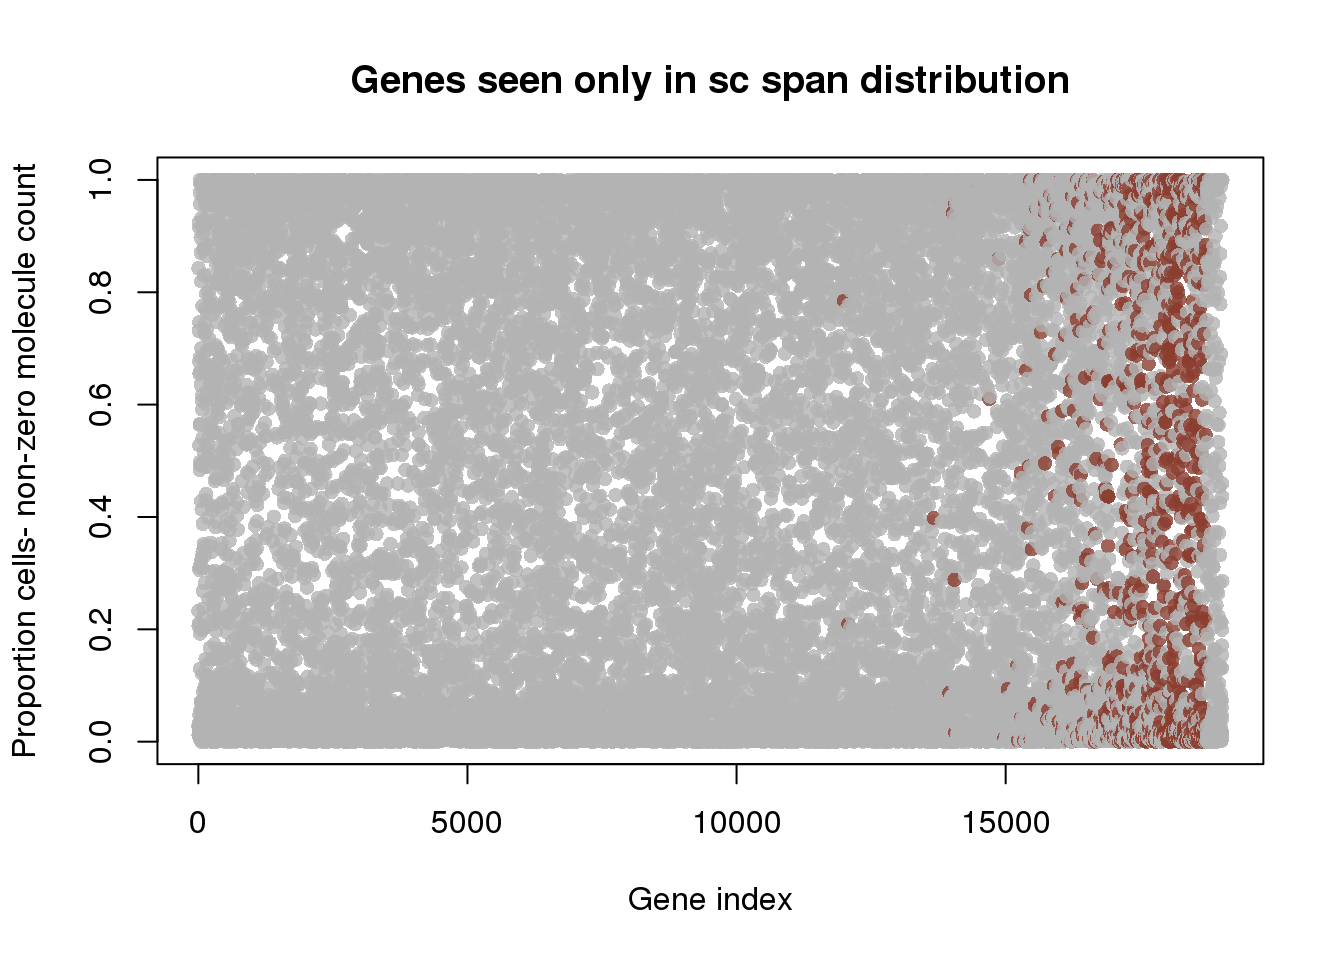 Genes seen only in sc span distribution
Proportion cells- non-zero molecule count
1.0
0.8
0.6
0.4
0.2
0.0
0 5000 10000 15000
Gene index